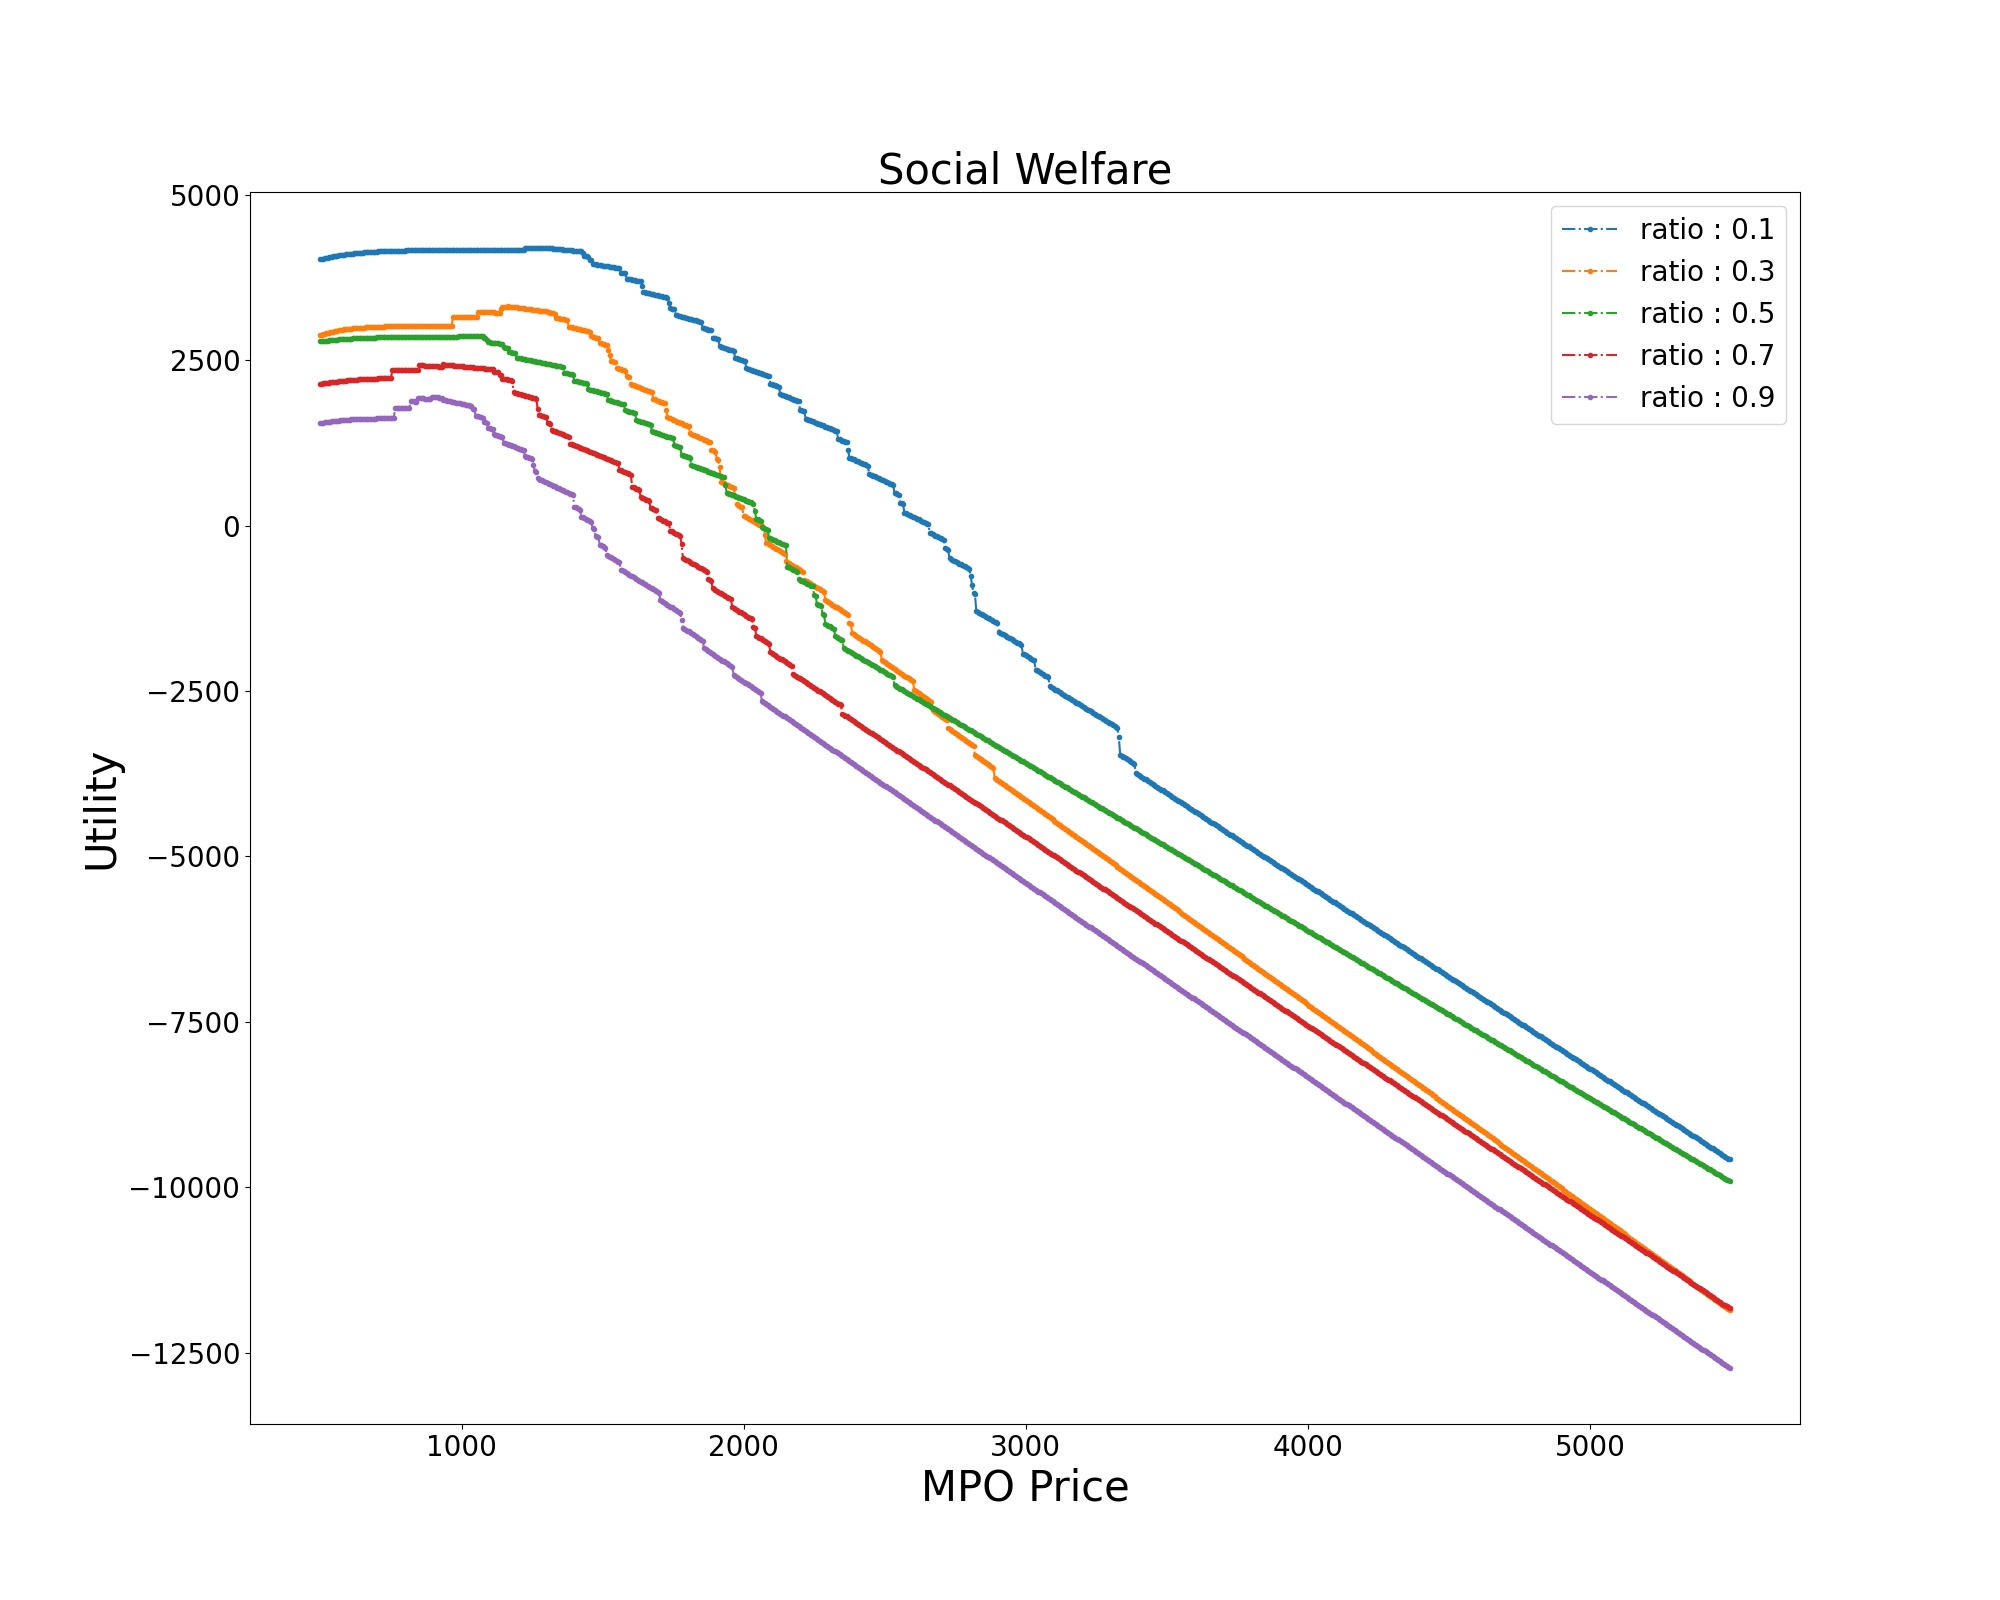 Social Welfare
5000
2500
0
−2500
−5000
−7500
−10000
−12500
Utility
1000
2000
3000
4000
5000
MPO Price
ratio : 0.1
ratio : 0.3
ratio : 0.5
ratio : 0.7
ratio : 0.9